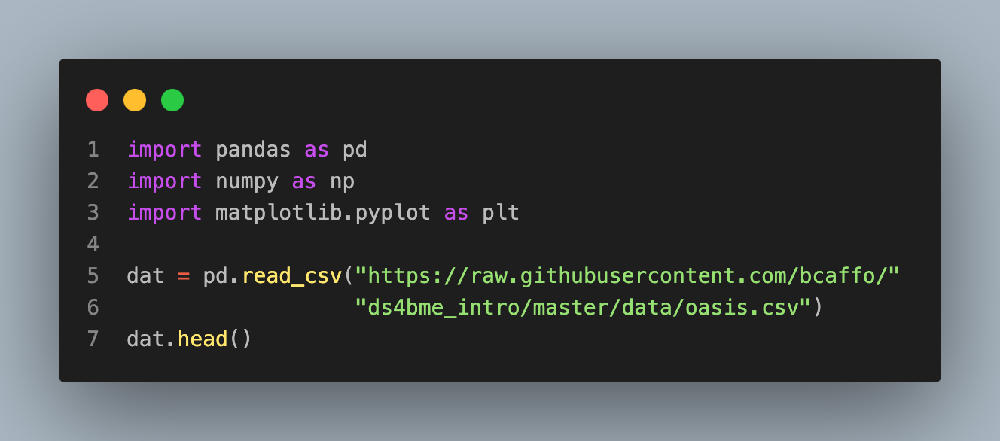 1 import pandas as pd
2 import numpy as np
3 import matplotlib.pyplot as plt
4
5 dat = pd.read_csv("https://raw.githubusercontent.com/bcaffo/"
6                   "ds4bme_intro/master/data/oasis.csv")
7 dat.head()